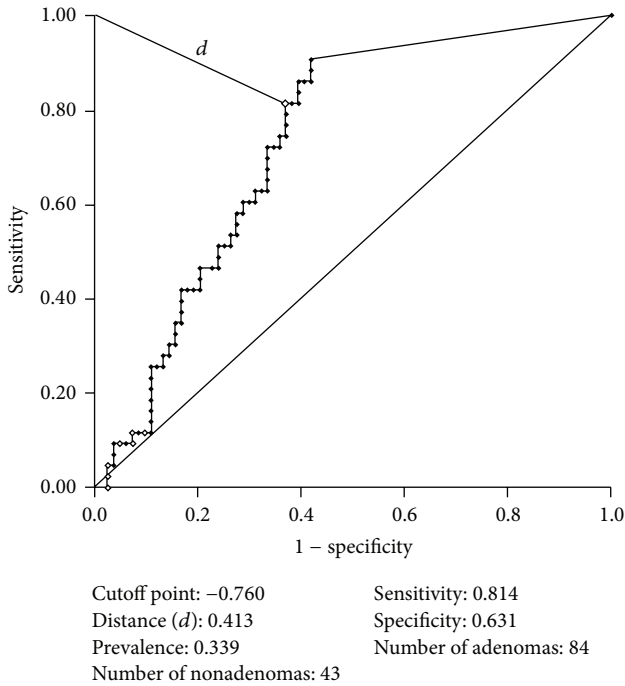 1.00
d
0.80
0.60
Sensitivity
0.40
0.20
0.00
0.0 0.2 0.4 0.6 0.8 1.0
1 − specificity
Cutoff point: −0.760 Sensitivity: 0.814
Distance (d): 0.413 Specificity: 0.631
Prevalence: 0.339 Number of adenomas: 84
Number of nonadenomas: 43